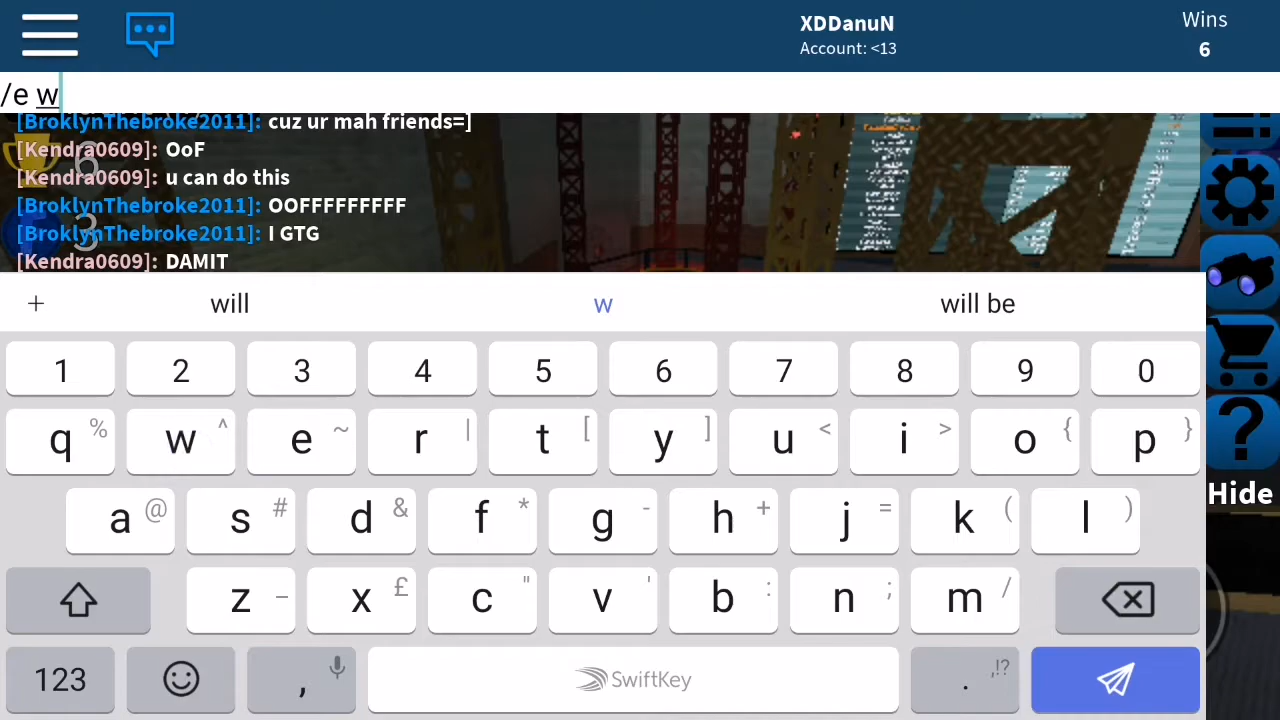 XDDanuN
Account: <13
Wins
6
/e w
[BroklynThebroke2011]: cuz ur mah friends=]
[Kendra0609]: OoF
6
[Kendra0609]: u can do this
[BroklynThebroke2011]: OOFFFFFFFFF
3
[BroklynThebroke2011]: I GTG
[Kendra0609]: DAMIT
+ will w will be
1 2 3 4 5 6 7 8 9 0
q % w ^ e ~ r | t [ y ] u < i > o { p }
Hide
a @ s # d & f * g - h + j = k ( l )
z _ x £ c " v ' b : n ; m /
123 , SwiftKey . ,!?
?